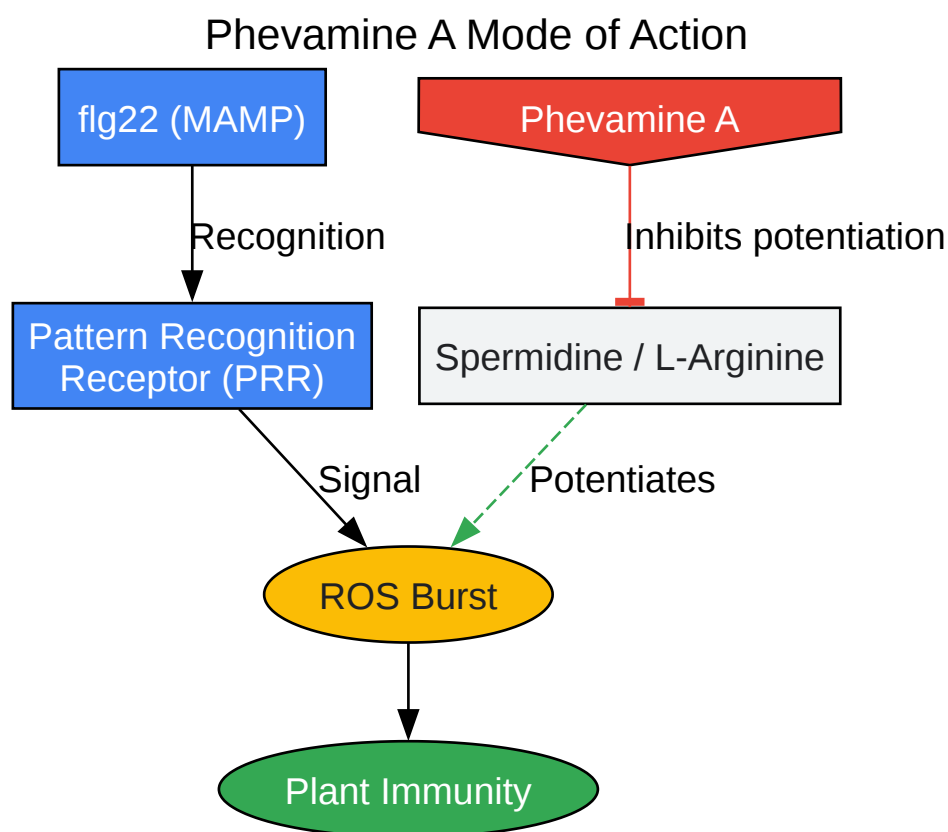 Phevamine A Mode of Action
flg22 (MAMP)
Phevamine A
Recognition
Inhibits potentiation
Pattern Recognition
Receptor (PRR)
Spermidine / L-Arginine
Signal
Potentiates
ROS Burst
Plant Immunity